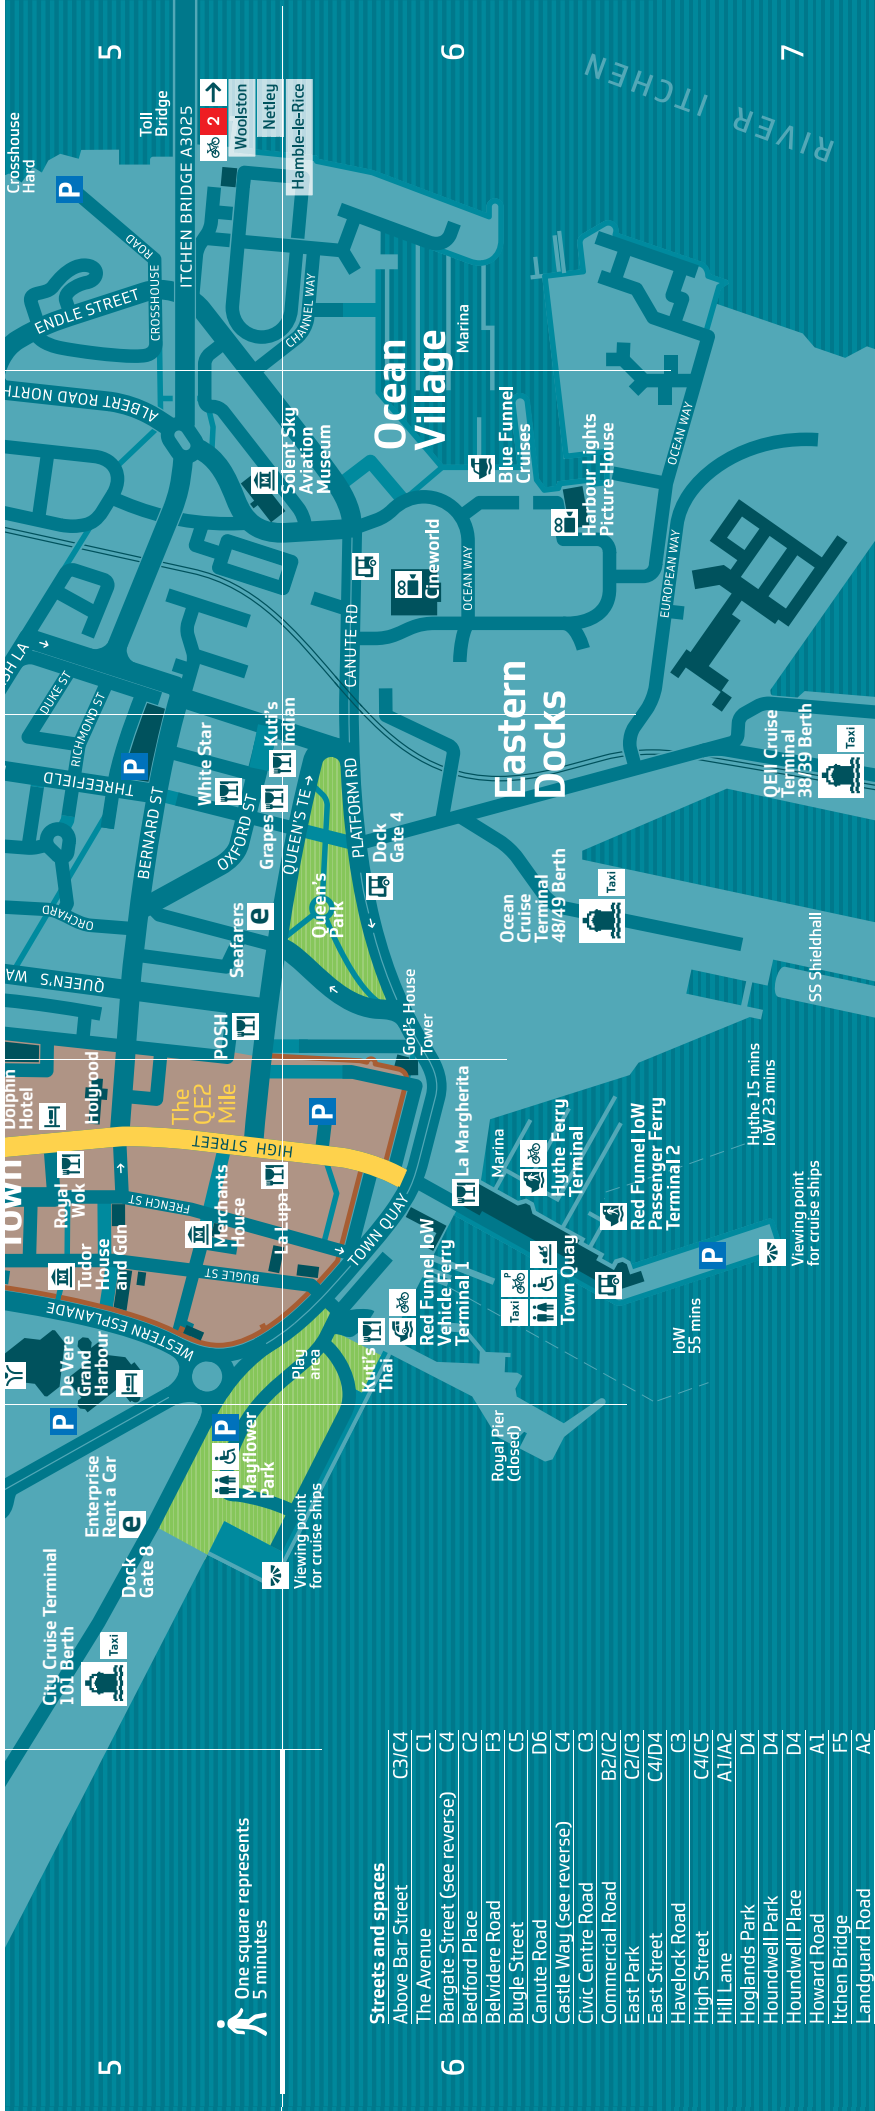 5
6
7
Crosshouse
Hard
P
Toll
Bridge
ITCHEN BRIDGE A3025
2
Woolston
Netley
Hamble-le-Rice
RIVER ITCHEN
ENDLE STREET
CROSSHOUSE
ROAD
ALBERT ROAD NORTH
CHANNEL WAY
Ocean
Village
Marina
Solent Sky
Aviation
Museum
Blue Funnel
Cruises
Harbour Lights
Picture House
Cineworld
OCEAN WAY
OCEAN WAY
EUROPEAN WAY
CANUTE RD
Eastern
Docks
SH LA
DUKE ST
RICHMOND ST
THREEFIELD
P
BERNARD ST
White Star
OXFORD ST
Grapes
Kuti's
Indian
QUEEN'S TE
PLATFORM RD
Dock
Gate 4
Queen's
Park
Seafarers
e
ORCHARD
QUEEN'S WA
POSH
God's House
Tower
QEII Cruise
Terminal
38/39 Berth
Taxi
Ocean
Cruise
Terminal
48/49 Berth
Taxi
SS Shieldhall
Dolphin
Hotel
Holyrood
The
QE2
Mile
HIGH STREET
P
TOWN
Royal
Wok
FRENCH ST
Merchants
House
La Lupa
Tudor
House
and Gdn
BUGLE ST
TOWN QUAY
WESTERN ESPLANADE
La Margherita
Marina
Hythe Ferry
Terminal
Red Funnel IoW
Passenger Ferry
Terminal 2
Hythe 15 mins
IoW 23 mins
Viewing point
for cruise ships
P
Taxi
P
Town Quay
Red Funnel IoW
Vehicle Ferry
Terminal 1
IoW
55 mins
De Vere
Grand
Harbour
P
Play
area
Kuti's
Thai
Royal Pier
(closed)
P
Mayflower
Park
Viewing point
for cruise ships
Enterprise
Rent a Car
e
Dock
Gate 8
City Cruise Terminal
101 Berth
Taxi
One square represents
5 minutes
5
6
Streets and spaces
Above Bar Street C3/C4
The Avenue C1
Bargate Street (see reverse) C4
Bedford Place C2
Belvidere Road F3
Bugle Street C5
Canute Road D6
Castle Way (see reverse) C4
Civic Centre Road C3
Commercial Road B2/C2
East Park C2/C3
East Street C4/D4
Havelock Road C3
High Street C4/C5
Hill Lane A1/A2
Hoglands Park D4
Houndwell Park D4
Houndwell Place D4
Howard Road A1
Itchen Bridge F5
Landguard Road A2